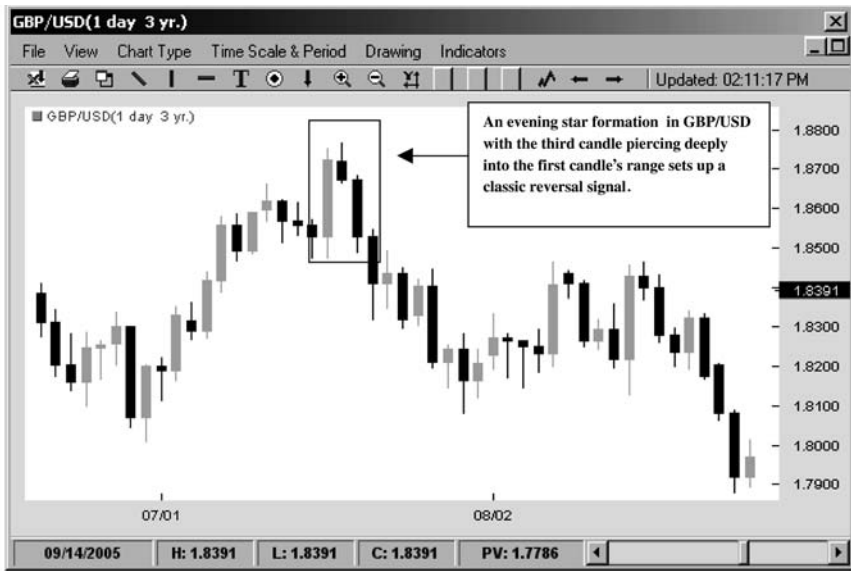 GBP/USD(1 day 3 yr.)
File View Chart Type Time Scale & Period Drawing Indicators
T Updated: 02:11:17 PM
GBP/USD(1 day 3 yr.)
An evening star formation in GBP/USD
with the third candle piercing deeply
into the first candle's range sets up a
classic reversal signal.
1.8800
1.8700
1.8600
1.8500
1.8391
1.8300
1.8200
1.8100
1.8000
1.7900
07/01 08/02
09/14/2005 H: 1.8391 L: 1.8391 C: 1.8391 PV: 1.7786